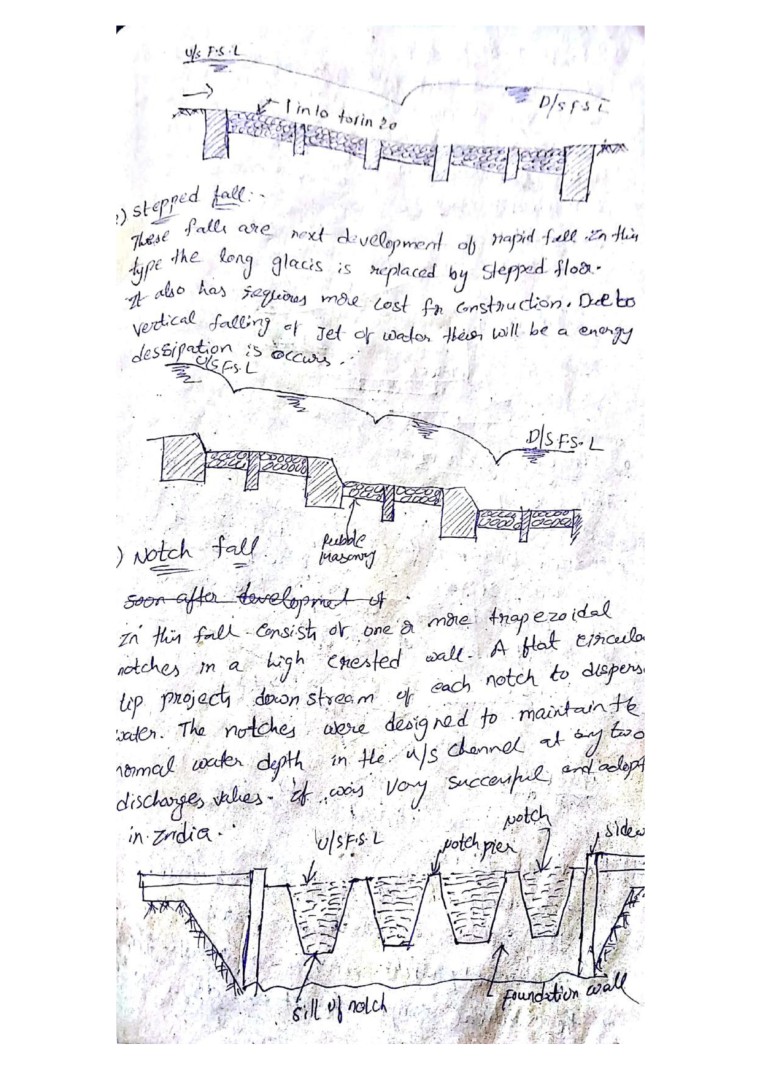 U/s F.S.L
D/s F S L
1 in 10 to 1 in 20
) Stepped fall:-
These falls are next development of rapid fall. In this
type the long glacis is replaced by stepped floor.
It also has requires more cost for construction. Due to
vertical falling of Jet of water there will be a energy
dessipation is occurs.
U/s F.S.L
D/s F.S.L
Rubble
Masonry
) Notch fall
soon after developmet of
In this fall consists of one or more trapezoidal
notches in a high crested wall. A flat circula
lip projects down stream of each notch to dispers
water. The notches were designed to maintain the
normal water depth in the u/s channel at any two
discharges values. It was very successful, and adopt
in India.
U/S F.S.L
notch pier
notch
sidew
Sill of notch
Foundation wall